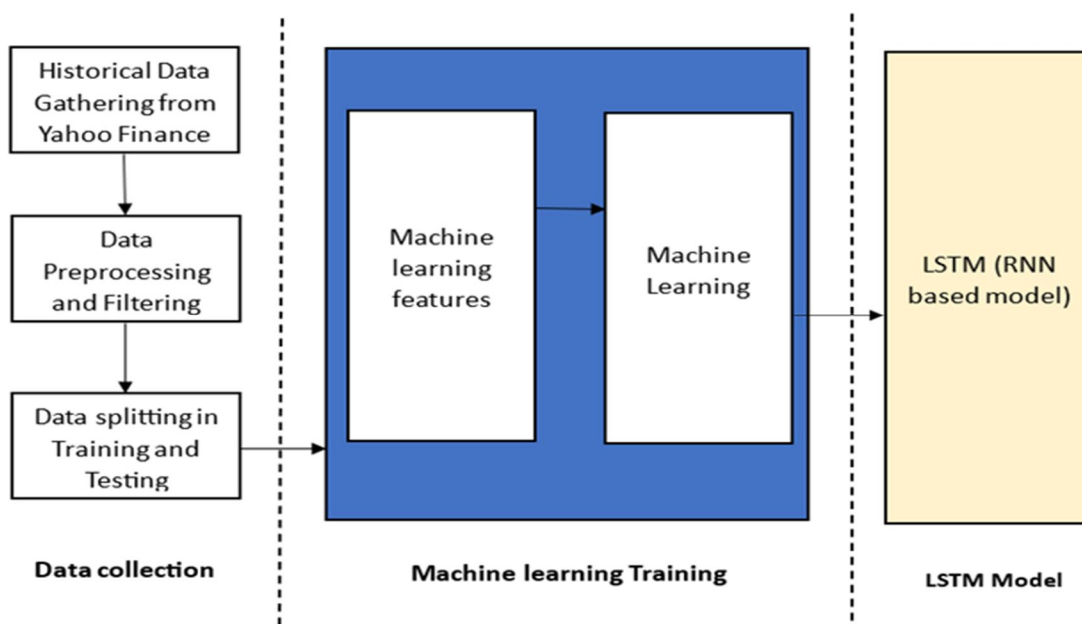 Historical Data
Gathering from
Yahoo Finance
Data
Preprocessing
and Filtering
Data splitting in
Training and
Testing
Data collection
Machine
learning
features
Machine
Learning
Machine learning Training
LSTM (RNN
based model)
LSTM Model